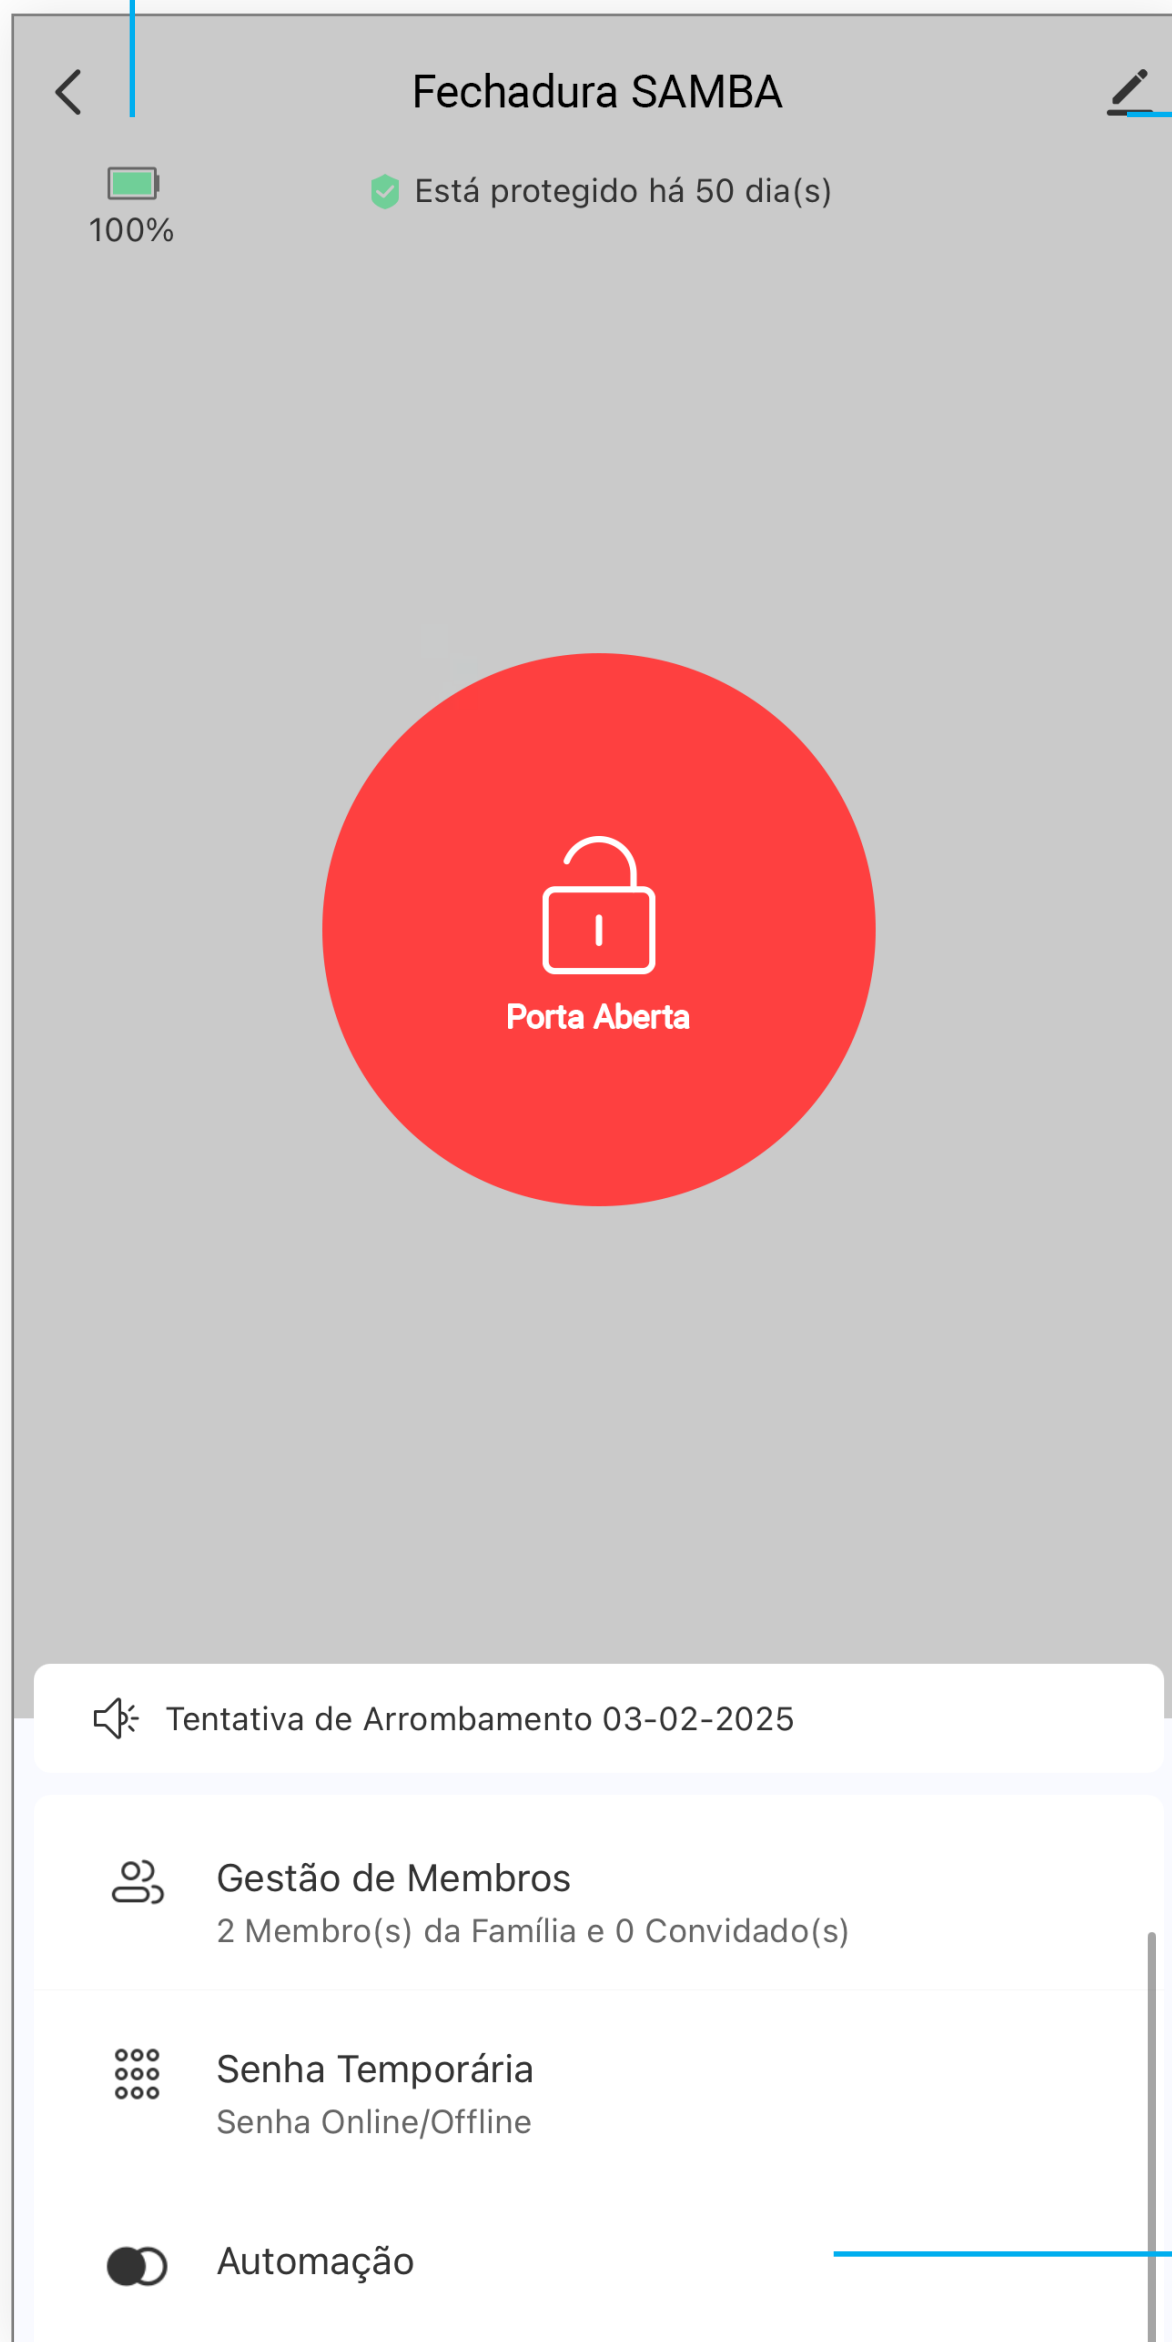 Fechadura SAMBA
Está protegido há 50 dia(s)
100%
Porta Aberta
Tentativa de Arrombamento 03-02-2025
Gestão de Membros
2 Membro(s) da Família e 0 Convidado(s)
Senha Temporária
Senha Online/Offline
Automação